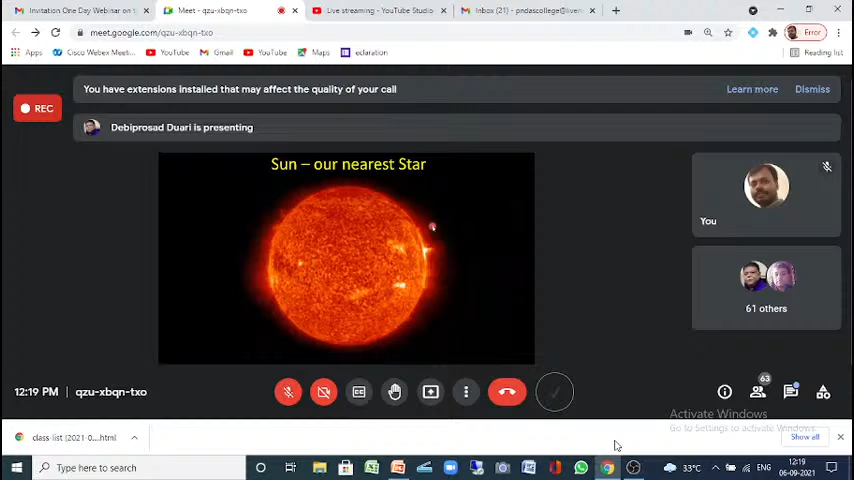 Invitation One Day Webinar on t
Meet - qzu-xbqn-txo
Live streaming - YouTube Studio
Inbox (21) - pndascollege@liverr
meet.google.com/qzu-xbqn-txo
Error
Apps
YouTube
Cisco Webex Meet...
YouTube
Gmail
YouTube
Maps
eclaration
Reading list
You have extensions installed that may affect the quality of your call
Learn more
Dismiss
REC
Debiprosad Duari is presenting
Sun – our nearest Star
You
61 others
12:19 PM
qzu-xbqn-txo
63
Activate Windows
Go to Settings to activate Windows.
class-list (2021-0....html
Show all
Type here to search
33°C
ENG
12:19
06-09-2021